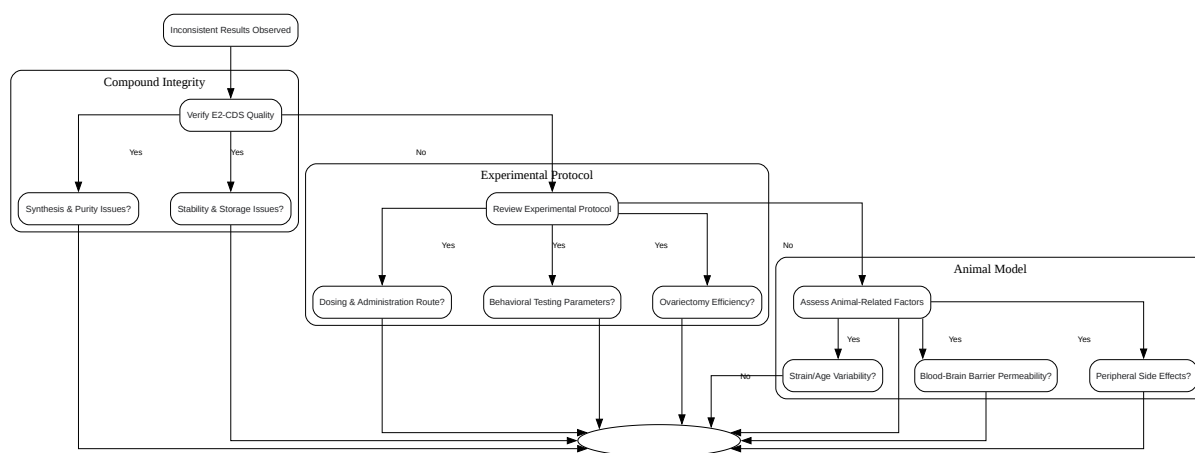 Inconsistent Results Observed
Compound Integrity
Verify E2-CDS Quality
Yes
Yes
No
Synthesis & Purity Issues?
Stability & Storage Issues?
Experimental Protocol
Review Experimental Protocol
Yes
Yes
Yes
No
Dosing & Administration Route?
Behavioral Testing Parameters?
Ovariectomy Efficiency?
Animal Model
Assess Animal-Related Factors
Yes
Yes
Yes
No
Strain/Age Variability?
Blood-Brain Barrier Permeability?
Peripheral Side Effects?